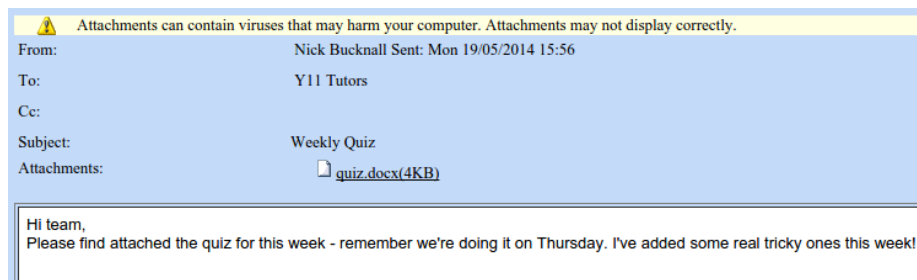 Attachments can contain viruses that may harm your computer. Attachments may not display correctly.
From: Nick Bucknall Sent: Mon 19/05/2014 15:56
To: Y11 Tutors
Cc:
Subject: Weekly Quiz
Attachments: quiz.docx(4KB)
Hi team,
Please find attached the quiz for this week - remember we're doing it on Thursday. I've added some real tricky ones this week!